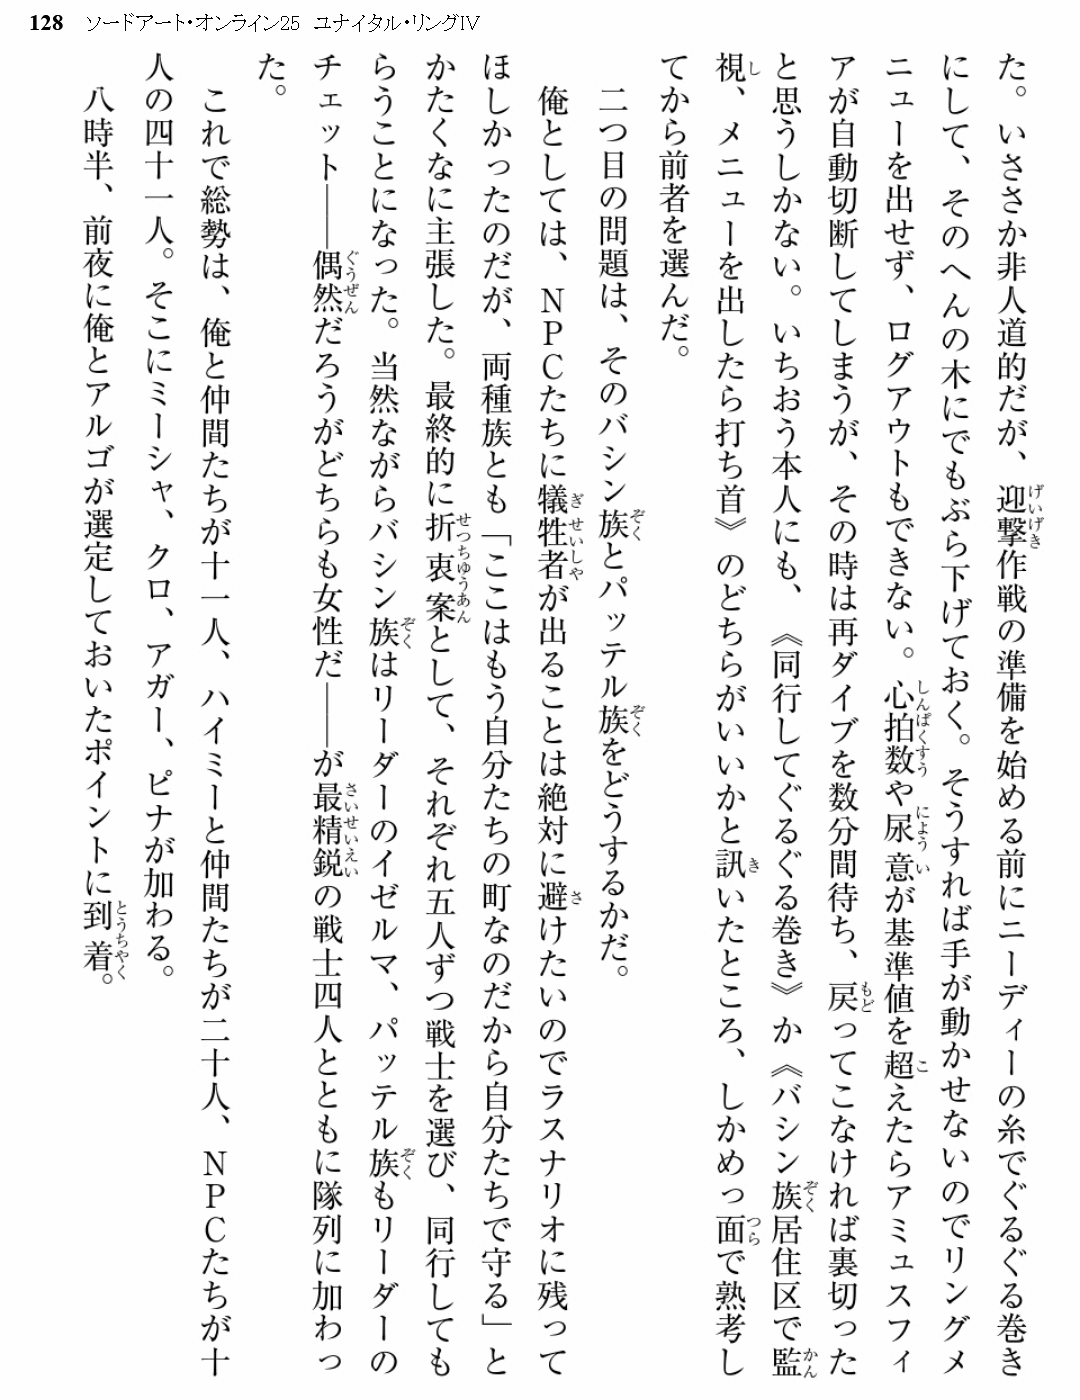 128 ソードアート・オンライン25 ユナイタル・リングⅣ
た。いささか非人道的だが、迎撃作戦の準備を始める前にニーディーの糸でぐるぐる巻き
にして、そのへんの木にでもぶら下げておく。そうすれば手が動かせないのでリングメ
ニューを出せず、ログアウトもできない。心拍数や尿意が基準値を超えたらアミュスフィ
アが自動切断してしまうが、その時は再ダイブを数分間待ち、戻ってこなければ裏切った
と思うしかない。いちおう本人にも、《同行してぐるぐる巻き》か《バシン族居住区で監
視、メニューを出したら打ち首》のどちらがいいかと訊いたところ、しかめっ面で熟考し
てから前者を選んだ。
二つ目の問題は、そのバシン族とパッテル族をどうするかだ。
俺としては、NPCたちに犠牲者が出ることは絶対に避けたいのでラスナリオに残って
ほしかったのだが、両種族とも「ここはもう自分たちの町なのだから自分たちで守る」と
かたくなに主張した。最終的に折衷案として、それぞれ五人ずつ戦士を選び、同行しても
らうことになった。当然ながらバシン族はリーダーのイゼルマ、パッテル族もリーダーの
チェット――偶然だろうがどちらも女性だ――が最精鋭の戦士四人とともに隊列に加わっ
た。
これで総勢は、俺と仲間たちが十一人、ハイミーと仲間たちが二十人、NPCたちが十
人の四十一人。そこにミーシャ、クロ、アガー、ピナが加わる。
八時半、前夜に俺とアルゴが選定しておいたポイントに到着。